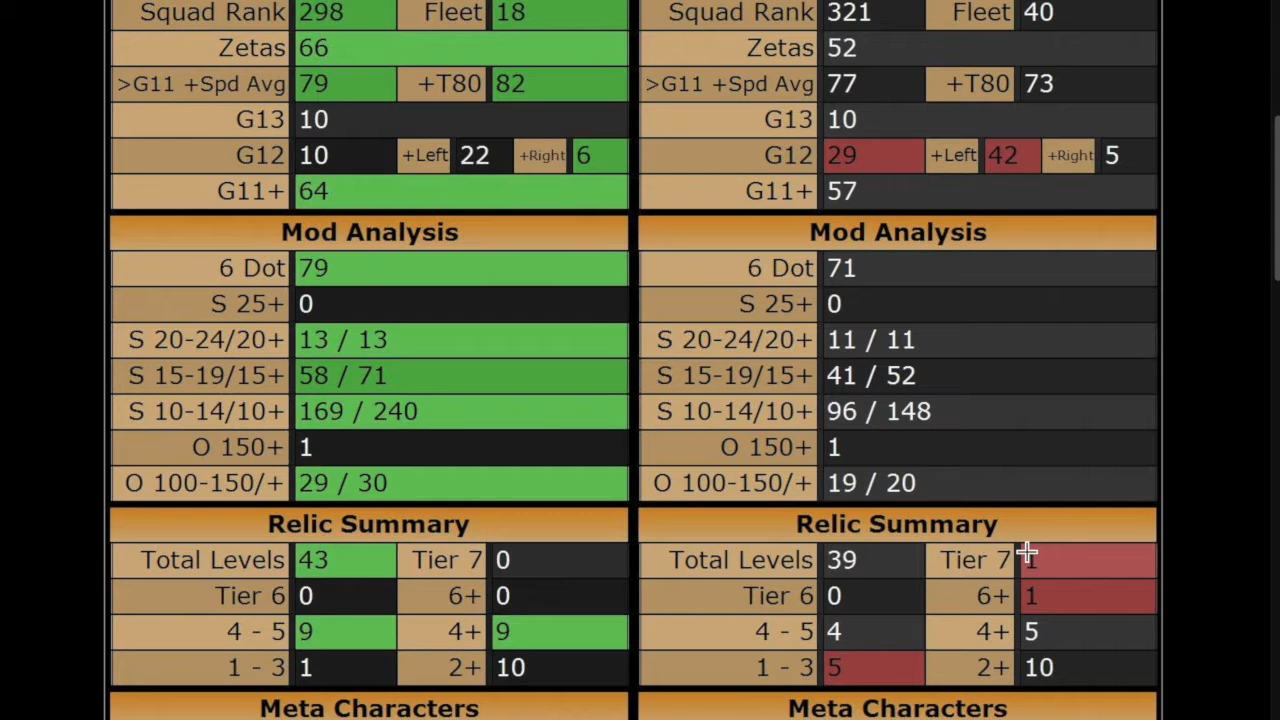 Squad Rank 298 Fleet 18 Squad Rank 321 Fleet 40
Zetas 66 Zetas 52
>G11 +Spd Avg 79 +T80 82 >G11 +Spd Avg 77 +T80 73
G13 10 G13 10
G12 10 +Left 22 +Right 6 G12 29 +Left 42 +Right 5
G11+ 64 G11+ 57
Mod Analysis Mod Analysis
6 Dot 79 6 Dot 71
S 25+ 0 S 25+ 0
S 20-24/20+ 13 / 13 S 20-24/20+ 11 / 11
S 15-19/15+ 58 / 71 S 15-19/15+ 41 / 52
S 10-14/10+ 169 / 240 S 10-14/10+ 96 / 148
O 150+ 1 O 150+ 1
O 100-150/+ 29 / 30 O 100-150/+ 19 / 20
Relic Summary Relic Summary
Total Levels 43 Tier 7 0 Total Levels 39 Tier 7 1
Tier 6 0 6+ 0 Tier 6 0 6+ 1
4 - 5 9 4+ 9 4 - 5 4 4+ 5
1 - 3 1 2+ 10 1 - 3 5 2+ 10
Meta Characters Meta Characters